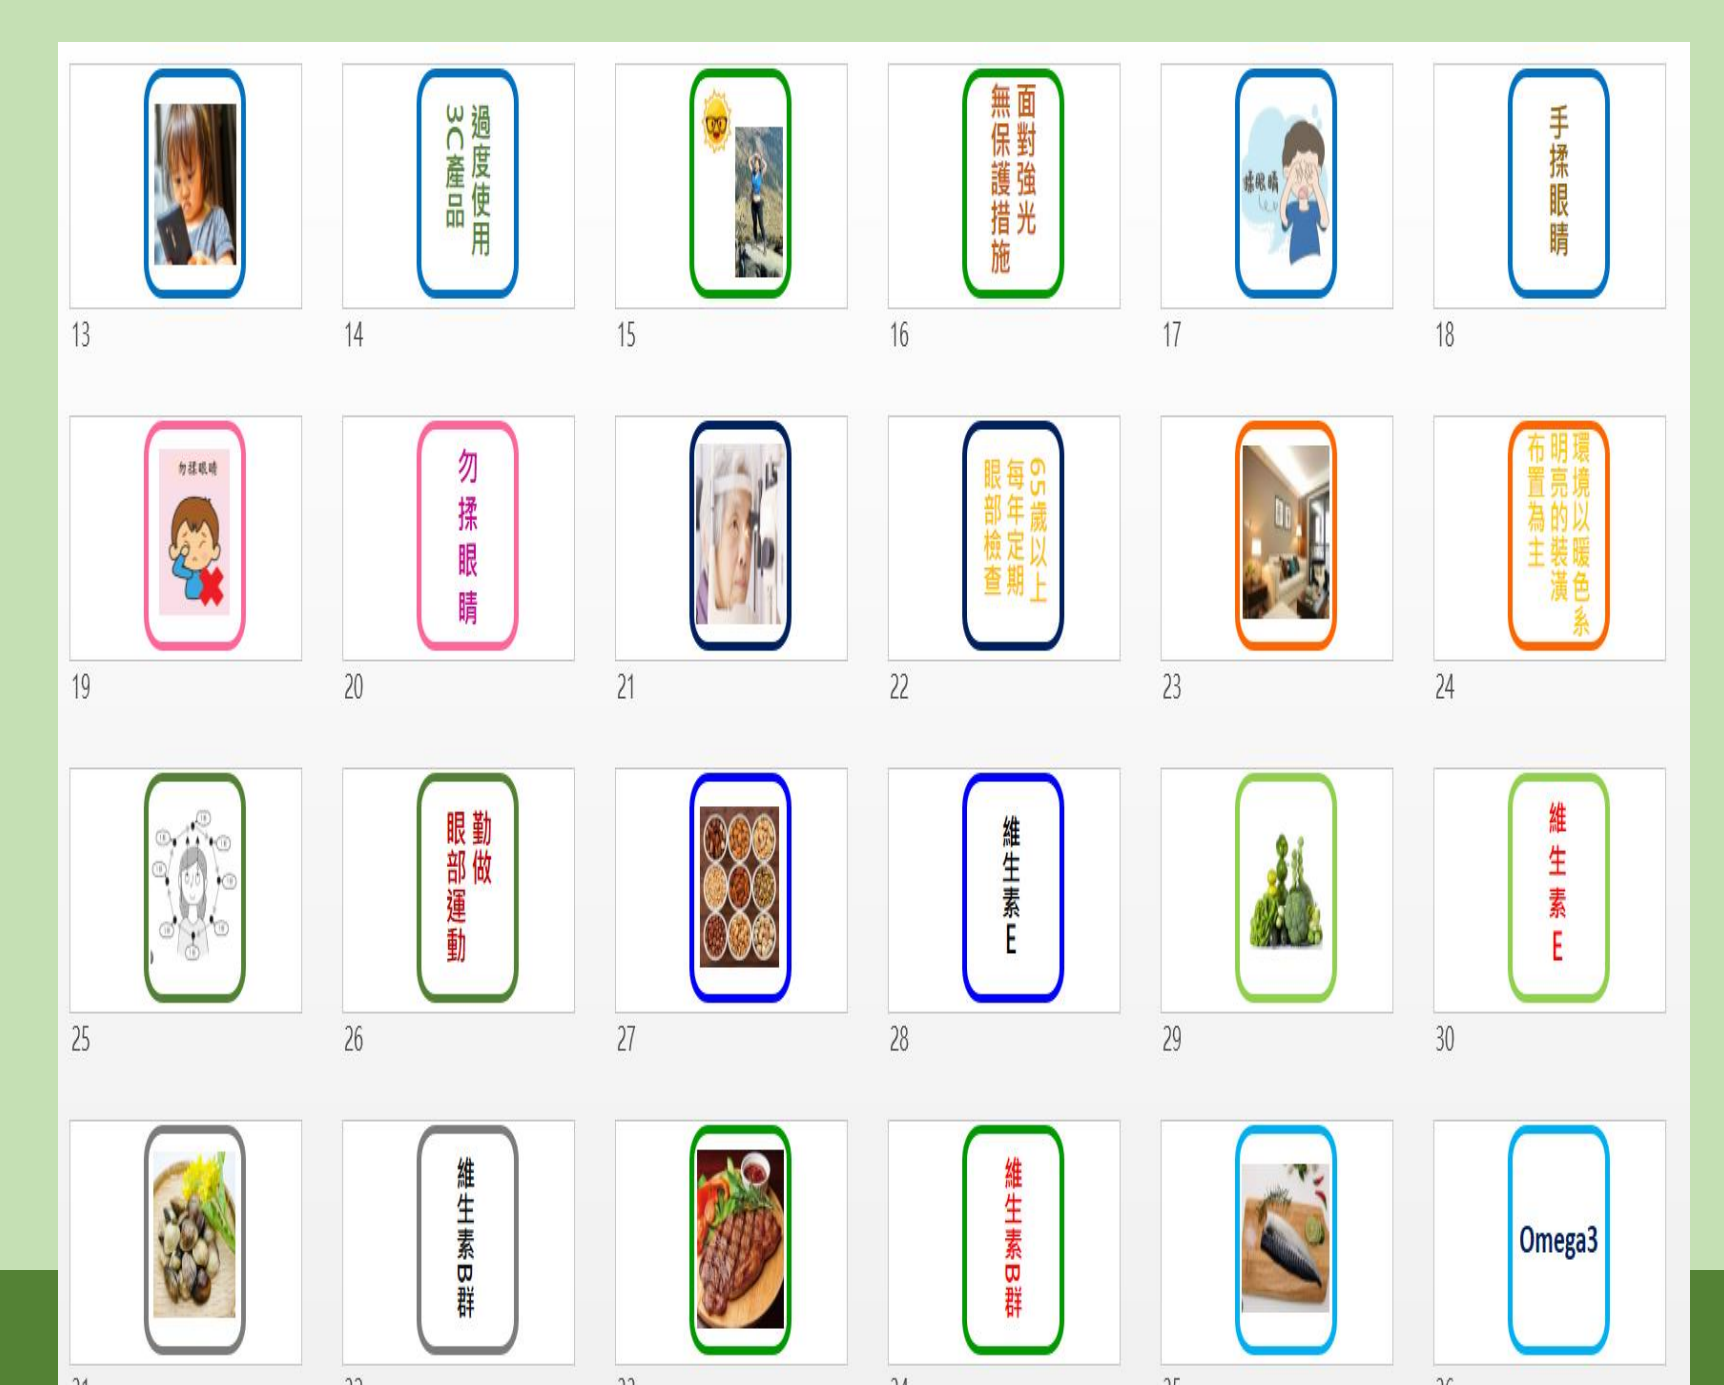 過度使用
3C產品
面對強光
無保護措施
揉眼睛
手揉眼睛
13
14
15
16
17
18
勿揉眼睛
勿揉眼睛
65歲以上
每年定期
眼部檢查
環境以暖色系
明亮的裝潢
布置為主
19
20
21
22
23
24
勤做
眼部運動
維生素E
維生素E
25
26
27
28
29
30
維生素B群
維生素B群
Omega3